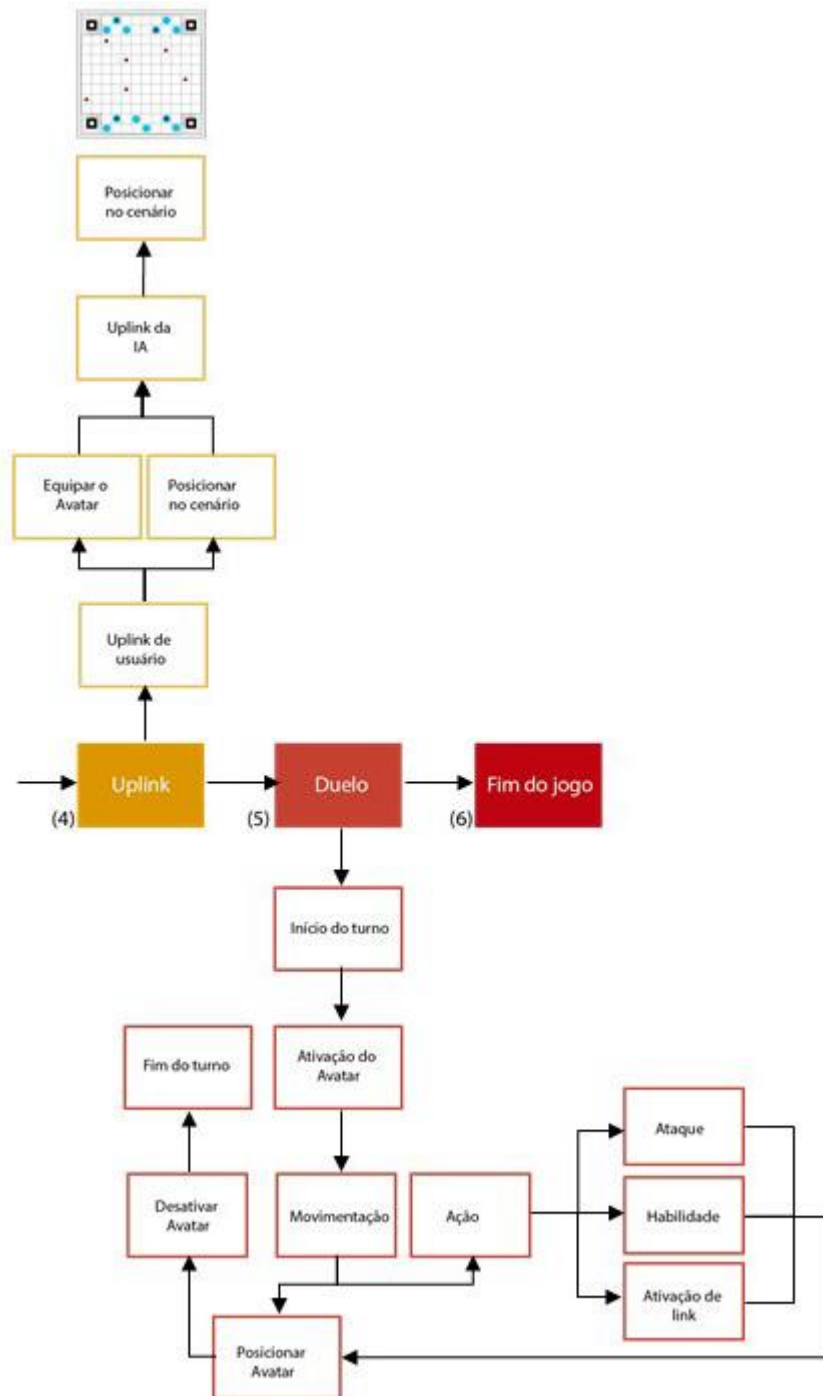 Posicionar
no cenário
Uplink da
IA
Equipar o
Avatar
Posicionar
no cenário
Uplink de
usuário
Uplink
(4)
Duelo
(5)
Fim do jogo
(6)
Início do turno
Fim do turno
Ativação do
Avatar
Ataque
Desativar
Avatar
Movimentação
Ação
Habilidade
Ativação de
link
Posicionar
Avatar